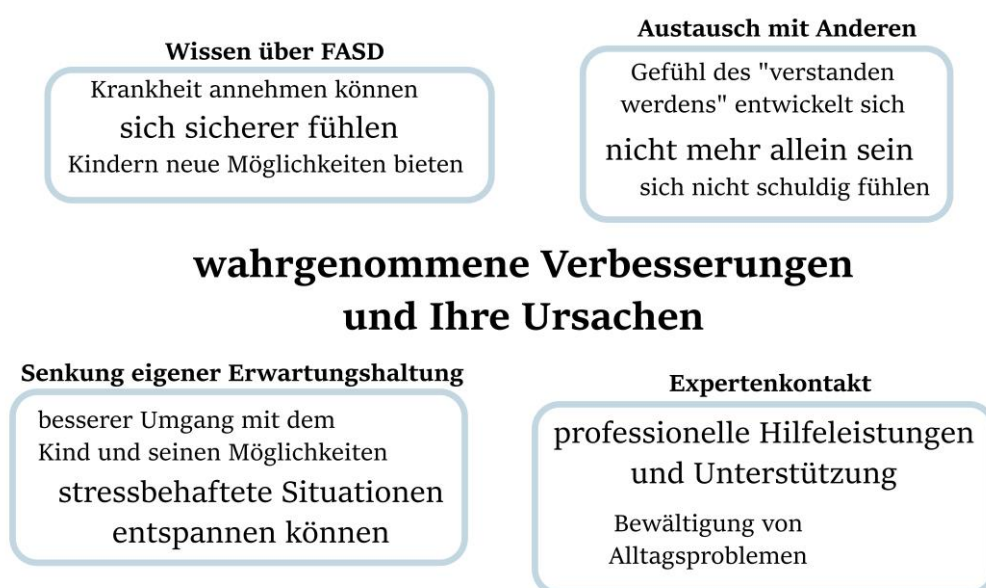 Wissen über FASD
Krankheit annehmen können
sich sicherer fühlen
Kindern neue Möglichkeiten bieten
Austausch mit Anderen
Gefühl des "verstanden
werdens" entwickelt sich
nicht mehr allein sein
sich nicht schuldig fühlen
wahrgenommene Verbesserungen
und Ihre Ursachen
Senkung eigener Erwartungshaltung
besserer Umgang mit dem
Kind und seinen Möglichkeiten
stressbehaftete Situationen
entspannen können
Expertenkontakt
professionelle Hilfeleistungen
und Unterstützung
Bewältigung von
Alltagsproblemen